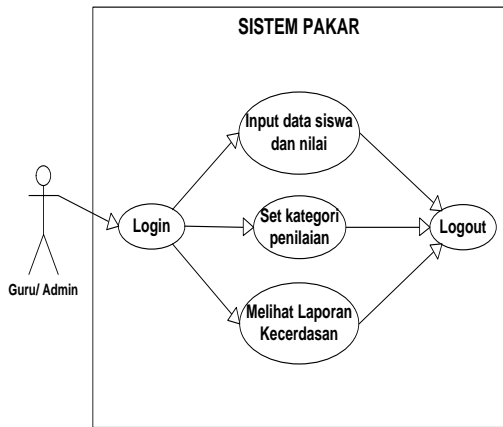 SISTEM PAKAR
Input data siswa
dan nilai
Login
Set kategori
penilaian
Logout
Guru/ Admin
Melihat Laporan
Kecerdasan